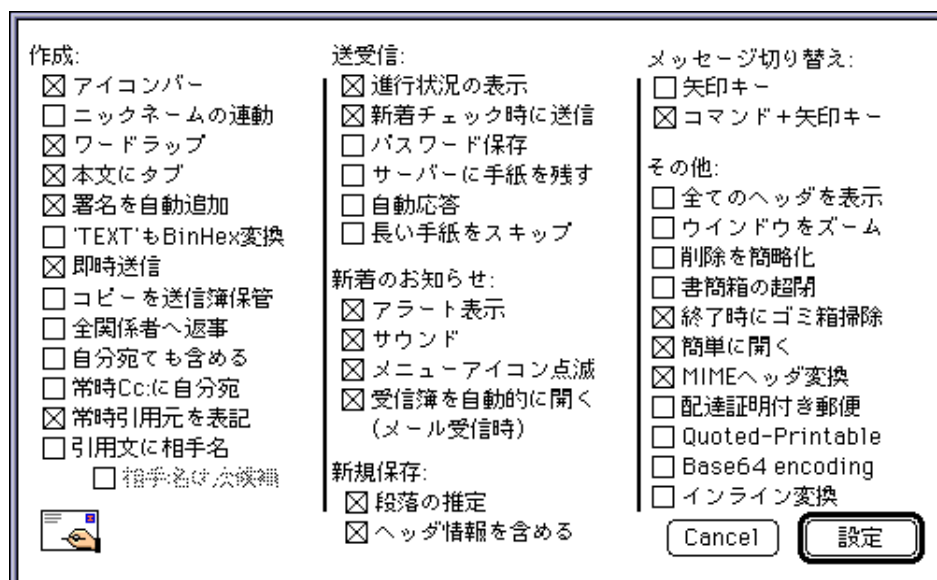 作成:
アイコンバー
ニックネームの連動
ワードラップ
本文にタブ
署名を自動追加
'TEXT'もBinHex変換
即時送信
コピーを送信簿保管
全関係者へ返事
自分宛ても含める
常時Cc:に自分宛
常時引用元を表記
引用文に相手名
相手名は次候補
送受信:
進行状況の表示
新着チェック時に送信
パスワード保存
サーバーに手紙を残す
自動応答
長い手紙をスキップ
新着のお知らせ:
アラート表示
サウンド
メニューアイコン点滅
受信簿を自動的に開く
(メール受信時)
新規保存:
段落の推定
ヘッダ情報を含める
メッセージ切り替え:
矢印キー
コマンド+矢印キー
その他:
全てのヘッダを表示
ウインドウをズーム
削除を簡略化
書簡箱の超閉
終了時にゴミ箱掃除
簡単に開く
MIMEヘッダ変換
配達証明付き郵便
Quoted-Printable
Base64 encoding
インライン変換
Cancel
設定